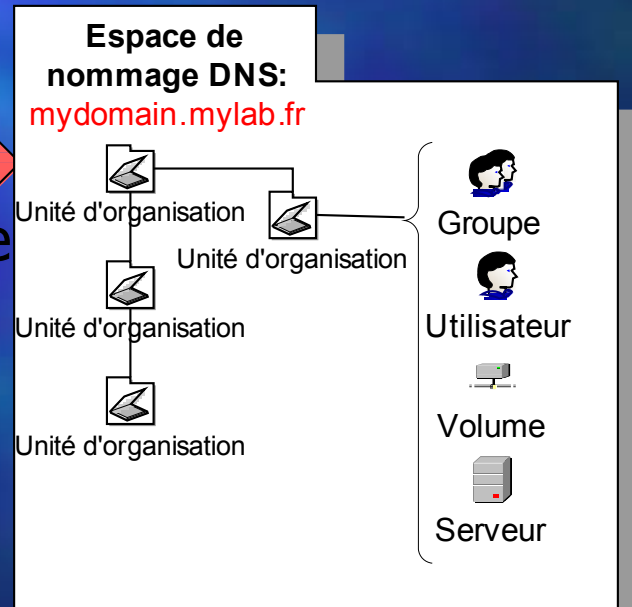 Espace de
nommage DNS:
mydomain.mylab.fr
Unité d'organisation
Unité d'organisation
Unité d'organisation
Unité d'organisation
Groupe
Utilisateur
Volume
Serveur